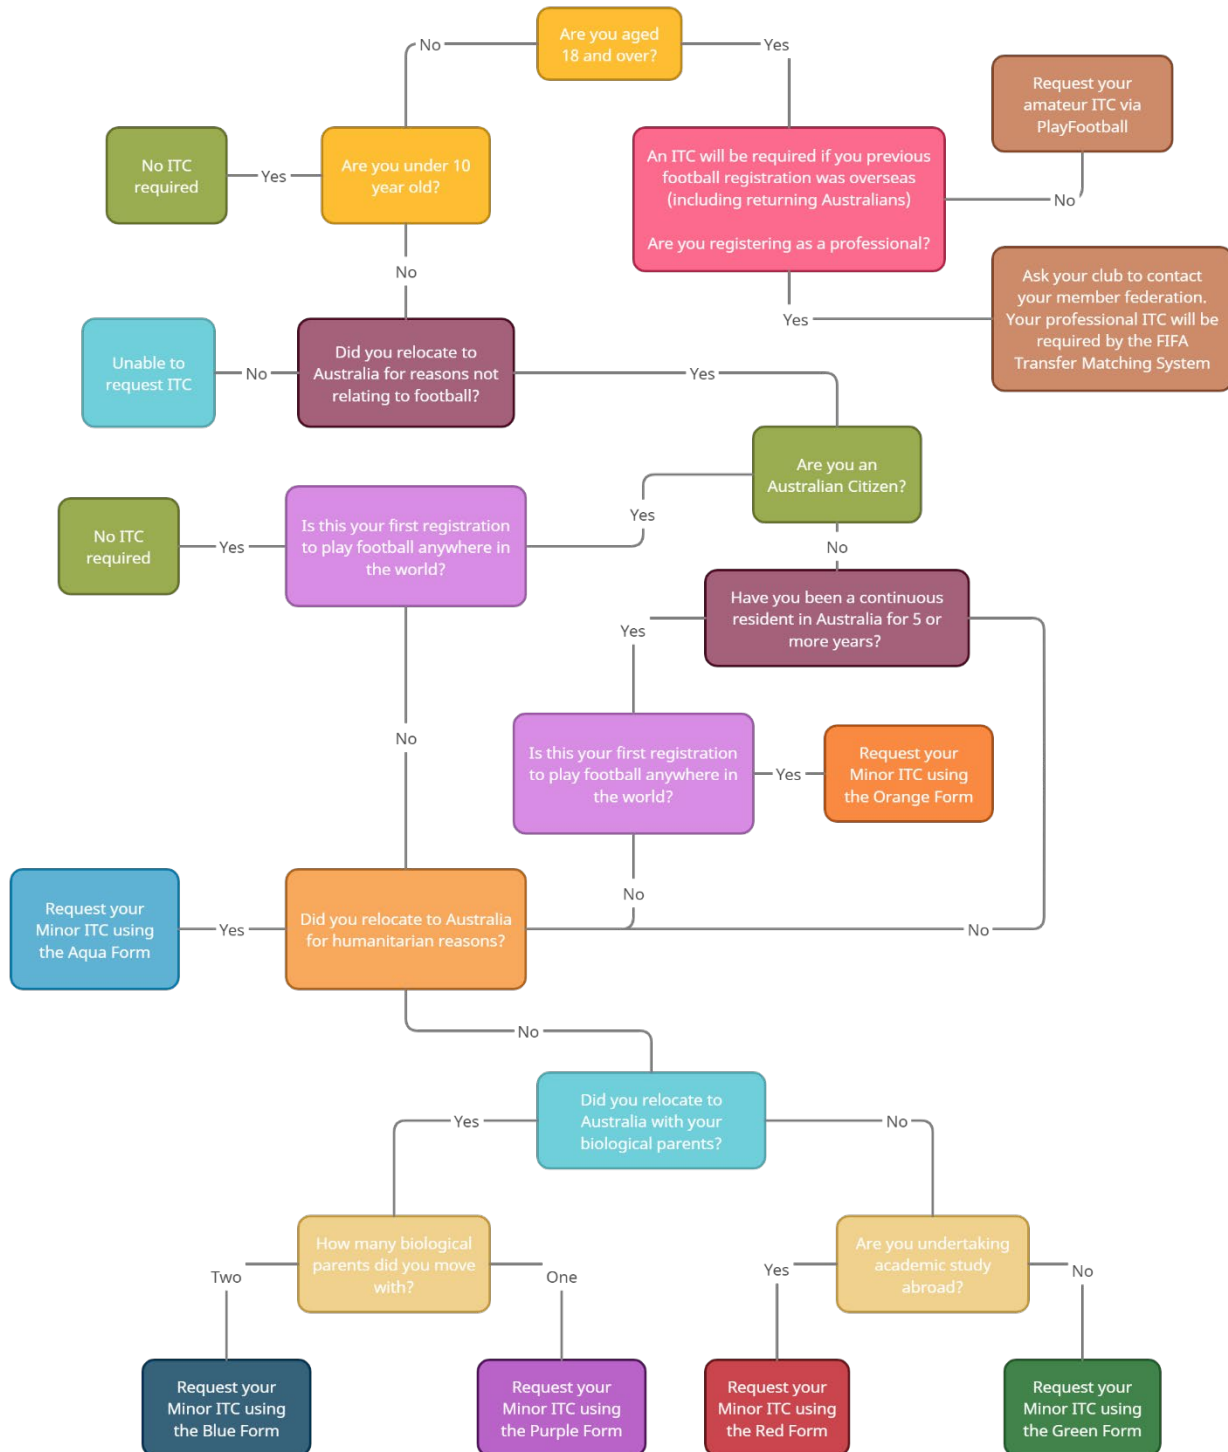 Are you aged
18 and over?
No
Yes
Request your
amateur ITC via
PlayFootball
No ITC
required
Yes
Are you under 10
year old?
An ITC will be required if you previous
football registration was overseas
(including returning Australians)
Are you registering as a professional?
No
No
Yes
Ask your club to contact
your member federation.
Your professional ITC will be
required by the FIFA
Transfer Matching System
Unable to
request ITC
No
Did you relocate to
Australia for reasons not
relating to football?
Yes
Are you an
Australian Citizen?
Yes
No
No ITC
required
Yes
Is this your first registration
to play football anywhere in
the world?
Have you been a continuous
resident in Australia for 5 or
more years?
Yes
No
Is this your first registration
to play football anywhere in
the world?
Yes
Request your
Minor ITC using
the Orange Form
No
Request your
Minor ITC using
the Aqua Form
Yes
Did you relocate to Australia
for humanitarian reasons?
No
No
Did you relocate to
Australia with your
biological parents?
Yes
No
How many biological
parents did you move
with?
Two
One
Are you undertaking
academic study
abroad?
Yes
No
Request your
Minor ITC using
the Blue Form
Request your
Minor ITC using
the Purple Form
Request your
Minor ITC using
the Red Form
Request your
Minor ITC using
the Green Form